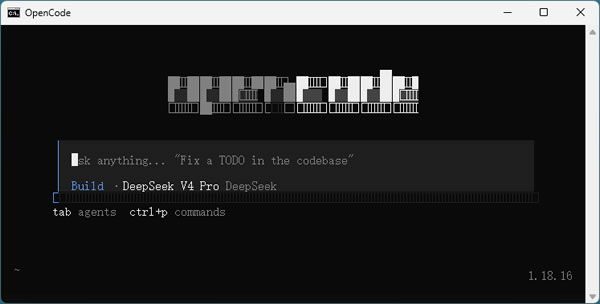 OpenCode
opencode
Ask anything... "Fix a TODO in the codebase"
Build · DeepSeek V4 Pro DeepSeek
tab agents ctrl+p commands
~
1.18.16